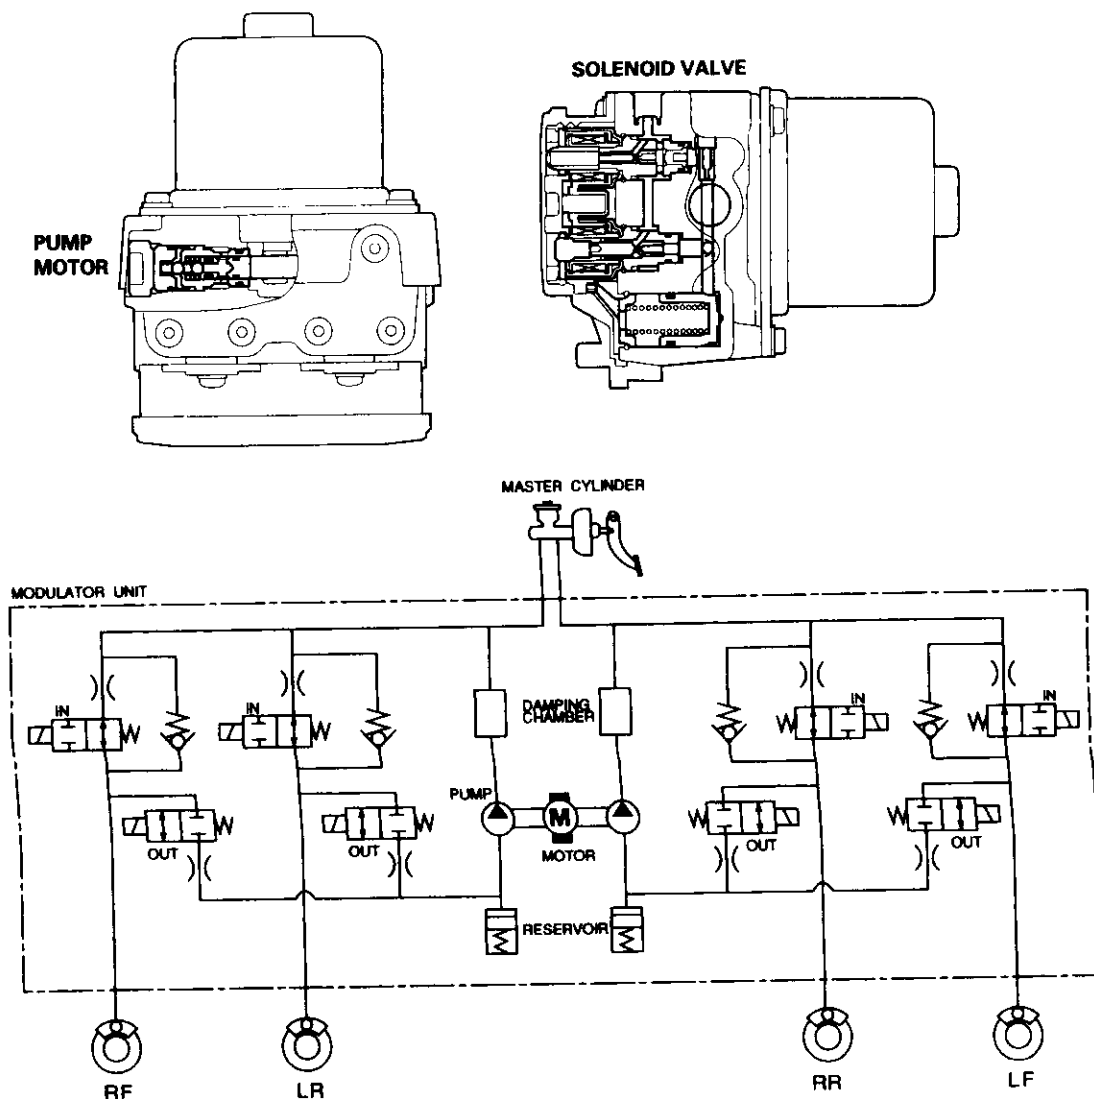 SOLENOID VALVE
PUMP
MOTOR
MASTER CYLINDER
MODULATOR UNIT
IN
IN
DAMPING
CHAMBER
IN
IN
PUMP
M
OUT
OUT
MOTOR
OUT
OUT
RESERVOIR
RF
LR
RR
LF